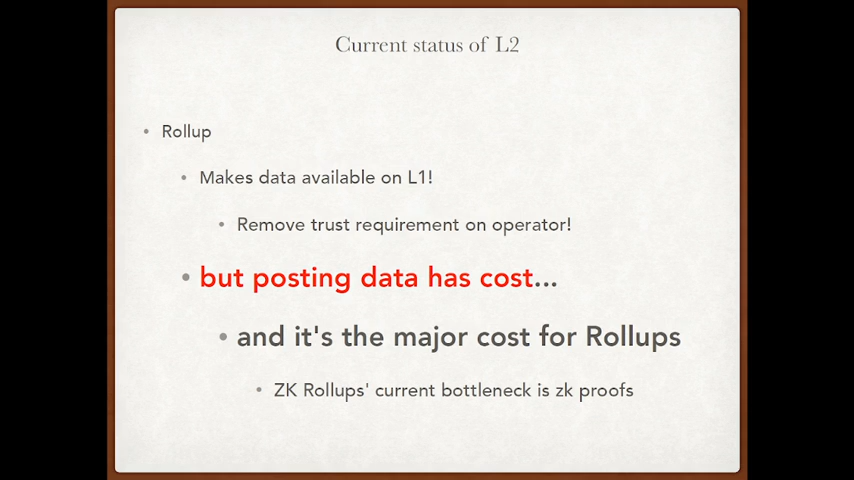 Current status of L2
• Rollup
• Makes data available on L1!
• Remove trust requirement on operator!
• but posting data has cost...
• and it's the major cost for Rollups
• ZK Rollups' current bottleneck is zk proofs